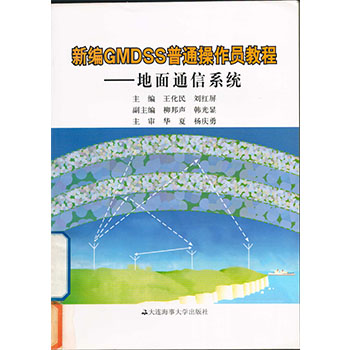 新编GMDSS普通操作员教程
——地面通信系统
主 编 王化民 刘红屏
副主编 柳邦声 韩光显
主 审 华 夏 杨庆勇
大连海事大学出版社